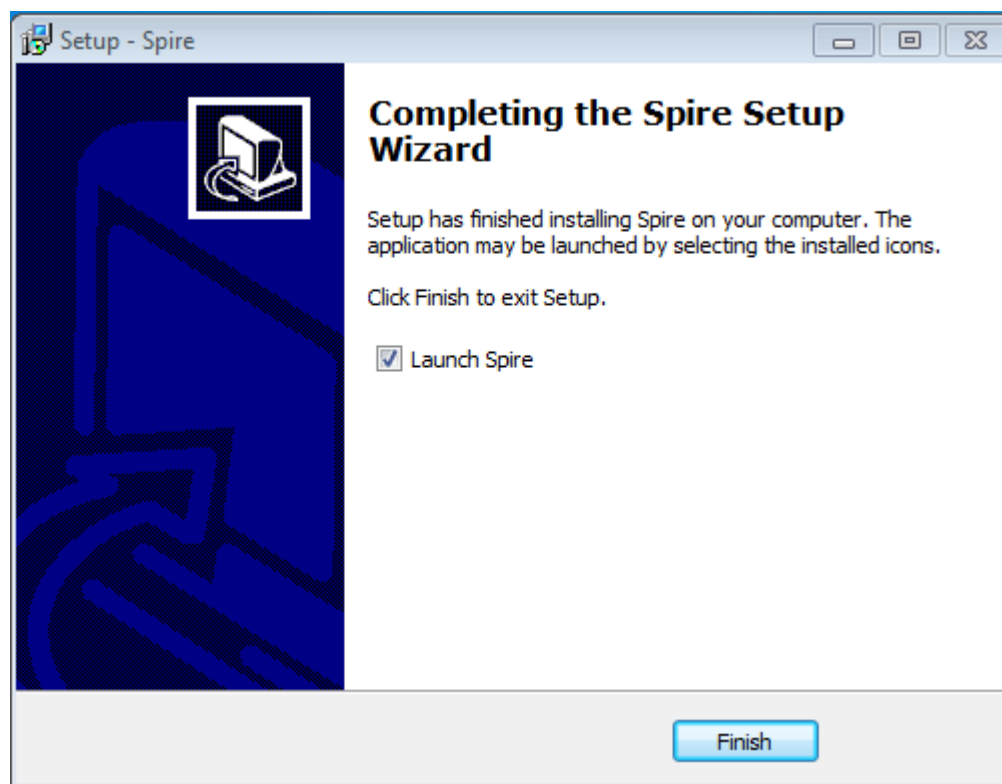 Setup - Spire
Completing the Spire Setup
Wizard
Setup has finished installing Spire on your computer. The
application may be launched by selecting the installed icons.
Click Finish to exit Setup.
Launch Spire
Finish